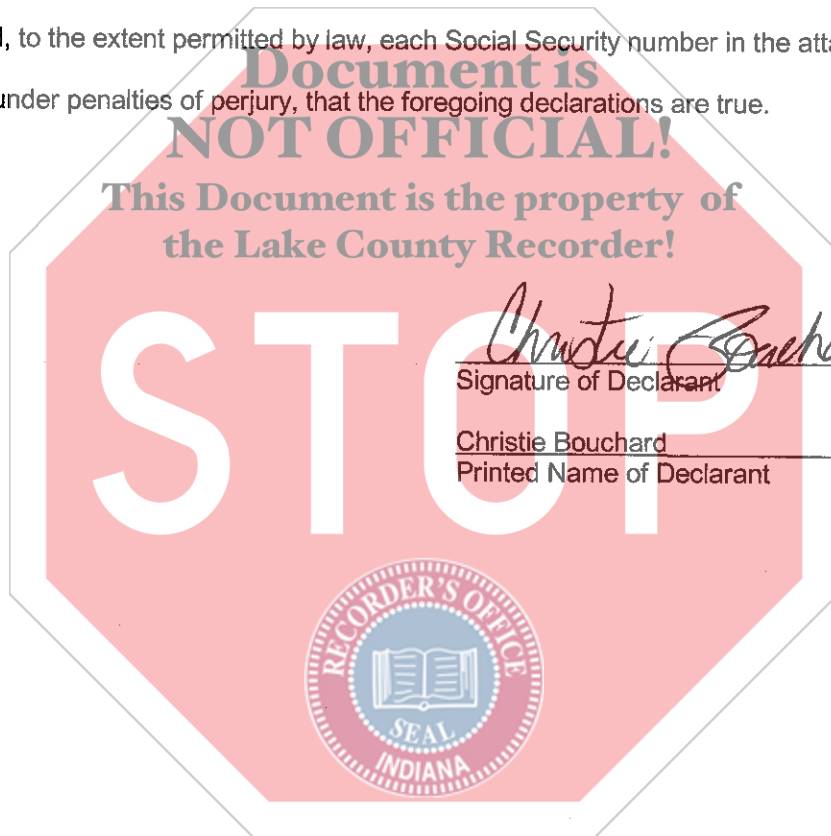 , to the extent permitted by law, each Social Security number in the
under penalties of perjury, that the foregoing declarations are true.
Document is
NOT OFFICIAL!
This Document is the property of
the Lake County Recorder!
STOP
Christie
Signature of Declarant
Christie Bouchard
Printed Name of Declarant
RECORDER'S OFFICE
SEAL
INDIANA